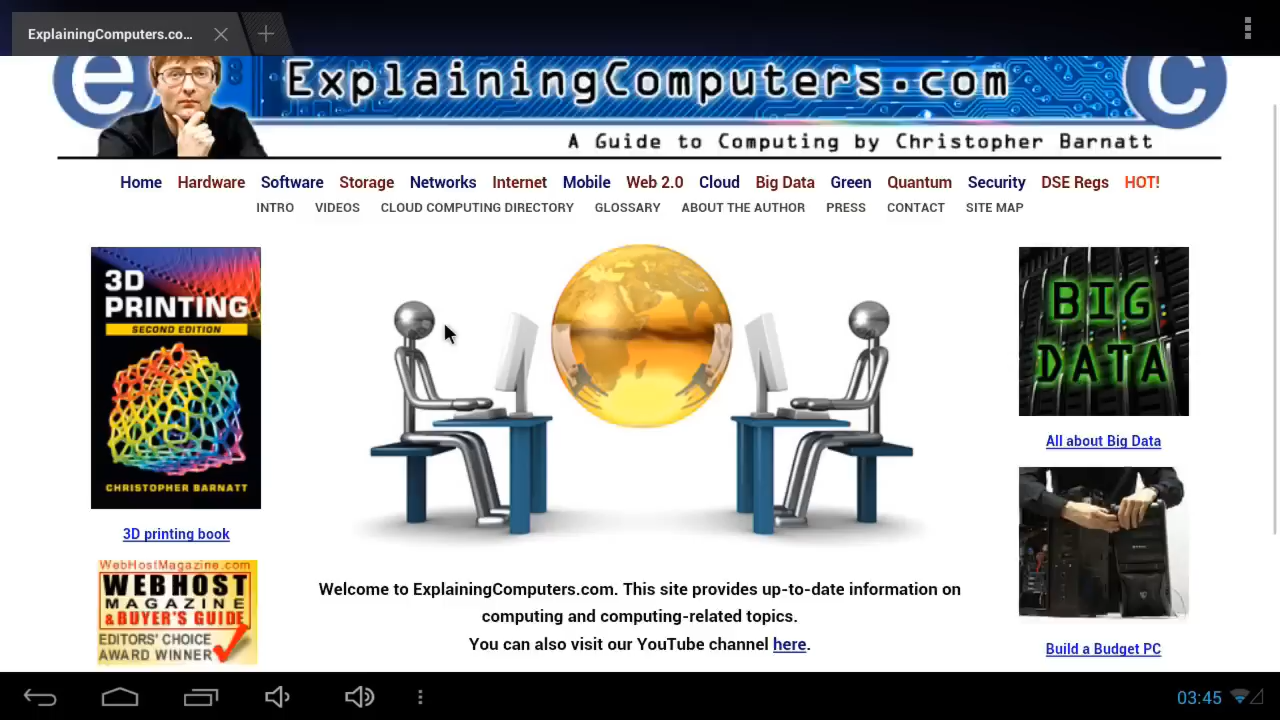 ExplainingComputers.co...
e
ExplainingComputers.com
C
A Guide to Computing by Christopher Barnatt
Home Hardware Software Storage Networks Internet Mobile Web 2.0 Cloud Big Data Green Quantum Security DSE Regs HOT!
INTRO VIDEOS CLOUD COMPUTING DIRECTORY GLOSSARY ABOUT THE AUTHOR PRESS CONTACT SITE MAP
3D
PRINTING
SECOND EDITION
CHRISTOPHER BARNATT
3D printing book
WebHostMagazine.com
WEBHOST
MAGAZINE
& BUYER'S GUIDE
EDITORS' CHOICE
AWARD WINNER
Welcome to ExplainingComputers.com. This site provides up-to-date information on
computing and computing-related topics.
You can also visit our YouTube channel here.
BIG
DATA
All about Big Data
Build a Budget PC
03:45